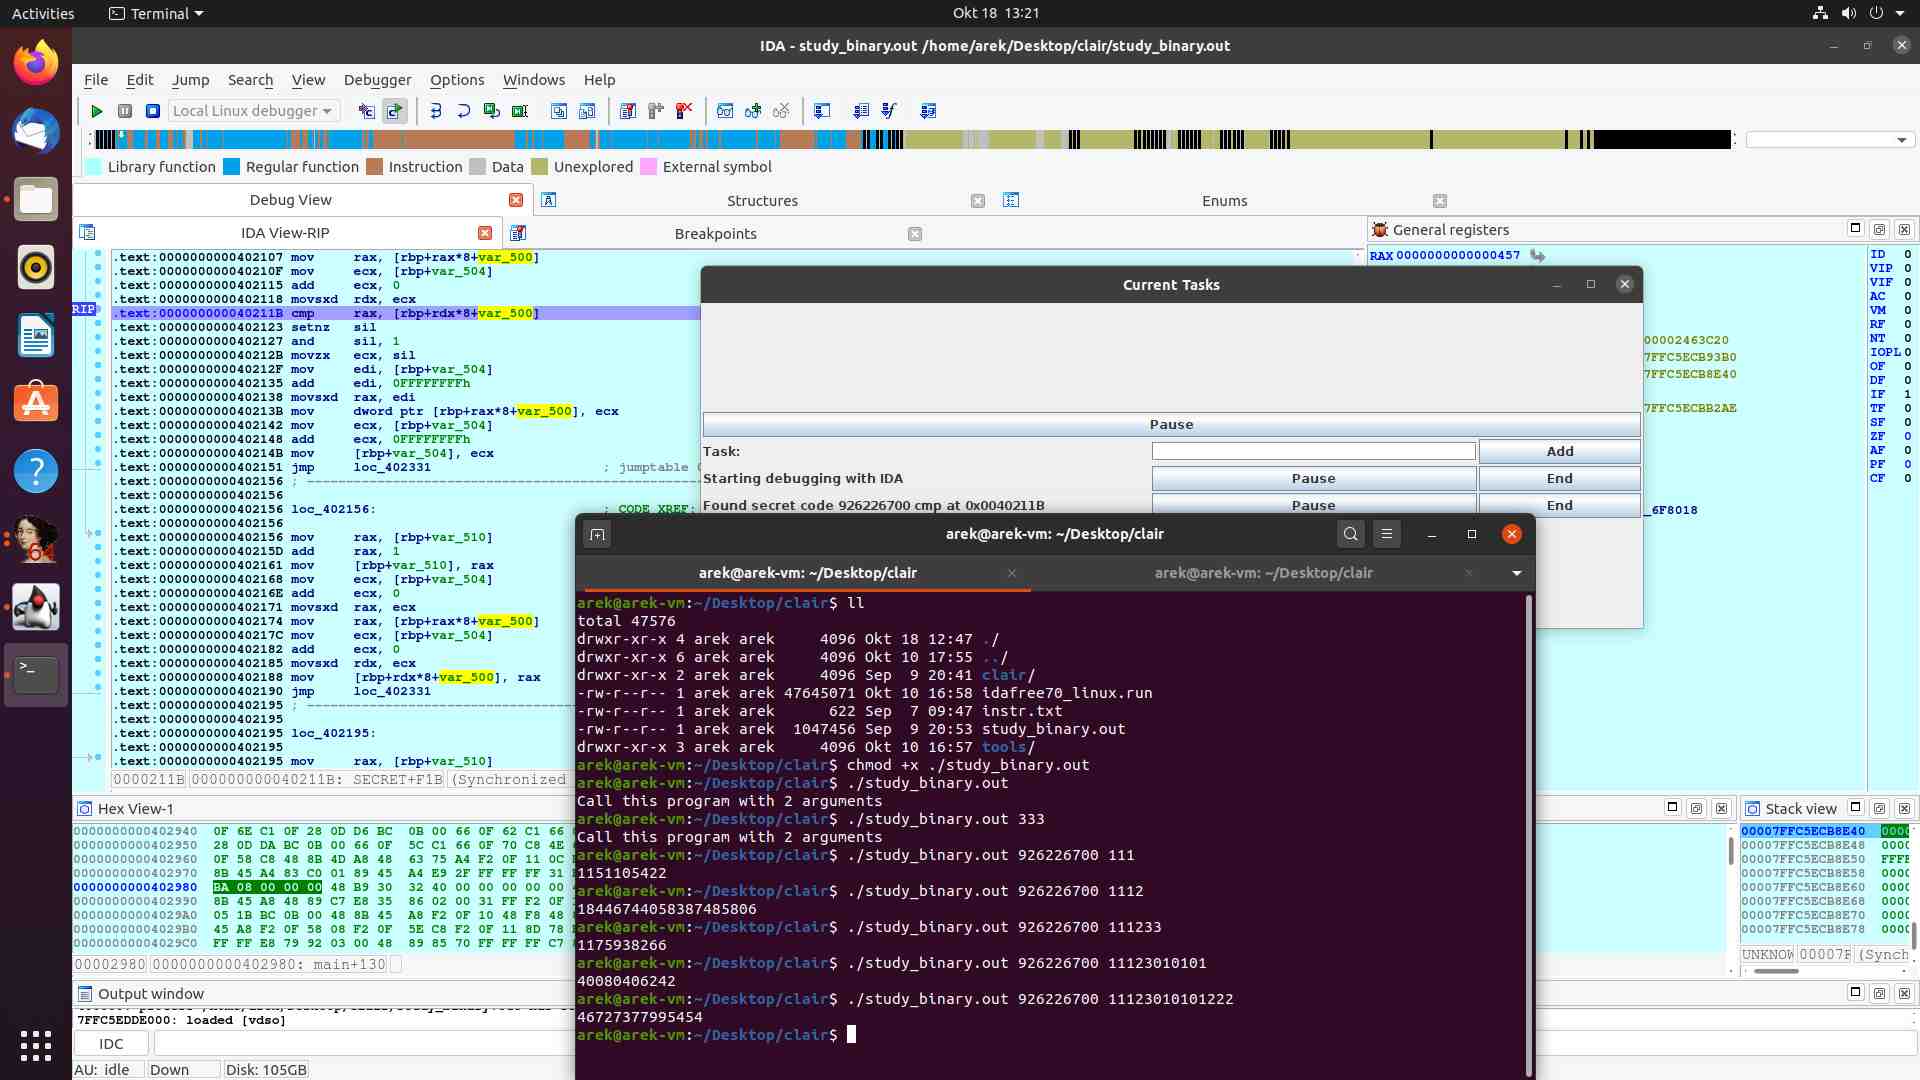 Activities
Terminal
Okt 18 13:21
IDA - study_binary.out /home/arek/Desktop/clair/study_binary.out
File Edit Jump Search View Debugger Options Windows Help
Local Linux debugger
Library function Regular function Instruction Data Unexplored External symbol
Debug View
Structures
Enums
IDA View-RIP
Breakpoints
General registers
RIP
.text:0000000000402107 mov rax, [rbp+rax*8+var_500]
.text:000000000040210F mov ecx, [rbp+var_504]
.text:0000000000402115 add ecx, 0
.text:0000000000402118 movsxd rdx, ecx
.text:000000000040211B cmp rax, [rbp+rdx*8+var_500]
.text:0000000000402123 setnz sil
.text:0000000000402127 and sil, 1
.text:000000000040212B movzx ecx, sil
.text:000000000040212F mov edi, [rbp+var_504]
.text:0000000000402135 add edi, 0FFFFFFFFh
.text:0000000000402138 movsxd rax, edi
.text:000000000040213B mov dword ptr [rbp+rax*8+var_500], ecx
.text:0000000000402142 mov ecx, [rbp+var_504]
.text:0000000000402148 add ecx, 0FFFFFFFFh
.text:000000000040214B mov [rbp+var_504], ecx
.text:0000000000402151 jmp loc_402331 ; jumptable
.text:0000000000402156 ;
.text:0000000000402156
.text:0000000000402156 loc_402156: ; CODE XREF:
.text:0000000000402156
.text:0000000000402156 mov rax, [rbp+var_510]
.text:000000000040215D add rax, 1
.text:0000000000402161 mov [rbp+var_510], rax
.text:0000000000402168 mov ecx, [rbp+var_504]
.text:000000000040216E add ecx, 0
.text:0000000000402171 movsxd rax, ecx
.text:0000000000402174 mov rax, [rbp+rax*8+var_500]
.text:000000000040217C mov ecx, [rbp+var_504]
.text:0000000000402182 add ecx, 0
.text:0000000000402185 movsxd rdx, ecx
.text:0000000000402188 mov [rbp+rdx*8+var_500], rax
.text:0000000000402190 jmp loc_402331
.text:0000000000402195 ;
.text:0000000000402195
.text:0000000000402195 loc_402195:
.text:0000000000402195
.text:0000000000402195 mov rax, [rbp+var_510]
0000211B 000000000040211B: SECRET+F1B (Synchronized
RAX 0000000000000457
00002463C20
7FFC5ECB93B0
7FFC5ECB8E40
7FFC5ECBB2AE
_6F8018
ID 0
VIP 0
VIF 0
AC 0
VM 0
RF 0
NT 0
IOPL 0
OF 0
DF 0
IF 1
TF 0
SF 0
ZF 0
AF 0
PF 0
CF 0
Current Tasks
Pause
Task:
Add
Starting debugging with IDA
Pause
End
Found secret code 926226700 cmp at 0x0040211B
Pause
End
arek@arek-vm: ~/Desktop/clair
arek@arek-vm: ~/Desktop/clair
arek@arek-vm: ~/Desktop/clair
arek@arek-vm:~/Desktop/clair$ ll
total 47576
drwxr-xr-x 4 arek arek 4096 Okt 18 12:47 ./
drwxr-xr-x 6 arek arek 4096 Okt 10 17:55 ../
drwxr-xr-x 2 arek arek 4096 Sep 9 20:41 clair/
-rw-r--r-- 1 arek arek 47645071 Okt 10 16:58 idafree70_linux.run
-rw-r--r-- 1 arek arek 622 Sep 7 09:47 instr.txt
-rw-r--r-- 1 arek arek 1047456 Sep 9 20:53 study_binary.out
drwxr-xr-x 3 arek arek 4096 Okt 10 16:57 tools/
arek@arek-vm:~/Desktop/clair$ chmod +x ./study_binary.out
arek@arek-vm:~/Desktop/clair$ ./study_binary.out
Call this program with 2 arguments
arek@arek-vm:~/Desktop/clair$ ./study_binary.out 333
Call this program with 2 arguments
arek@arek-vm:~/Desktop/clair$ ./study_binary.out 926226700 111
1151105422
arek@arek-vm:~/Desktop/clair$ ./study_binary.out 926226700 1112
18446744058387485806
arek@arek-vm:~/Desktop/clair$ ./study_binary.out 926226700 111233
1175938266
arek@arek-vm:~/Desktop/clair$ ./study_binary.out 926226700 11123010101
40080406242
arek@arek-vm:~/Desktop/clair$ ./study_binary.out 926226700 11123010101222
46727377995454
arek@arek-vm:~/Desktop/clair$
Hex View-1
0000000000402940 0F 6E C1 0F 28 0D D6 BC 0B 00 66 0F 62 C1 66
0000000000402950 28 0D DA BC 0B 00 66 0F 5C C1 66 0F 70 C8 4E
0000000000402960 0F 58 C8 48 8B 4D A8 48 63 75 A4 F2 0F 11 0C
0000000000402970 8B 45 A4 83 C0 01 89 45 A4 E9 2F FF FF FF 31
0000000000402980 BA 08 00 00 00 48 B9 30 32 40 00 00 00 00 00
0000000000402990 8B 45 A8 48 89 C7 E8 35 86 02 00 31 FF F2 0F
00000000004029A0 05 1B BC 0B 00 48 8B 45 A8 F2 0F 10 48 F8 48
00000000004029B0 45 A8 F2 0F 58 08 F2 0F 5E C8 F2 0F 11 8D 78
00000000004029C0 FF FF E8 79 92 03 00 48 89 85 70 FF FF FF C7
00002980 0000000000402980: main+130
Stack view
00007FFC5ECB8E40 0000
00007FFC5ECB8E48 0000
00007FFC5ECB8E50 FFFF
00007FFC5ECB8E58 0000
00007FFC5ECB8E60 0000
00007FFC5ECB8E68 0000
00007FFC5ECB8E70 0000
00007FFC5ECB8E78 0000
UNKNOW 00007F (Synch
Output window
7FFC5EDDE000: loaded [vdso]
IDC
AU: idle Down Disk: 105GB
64